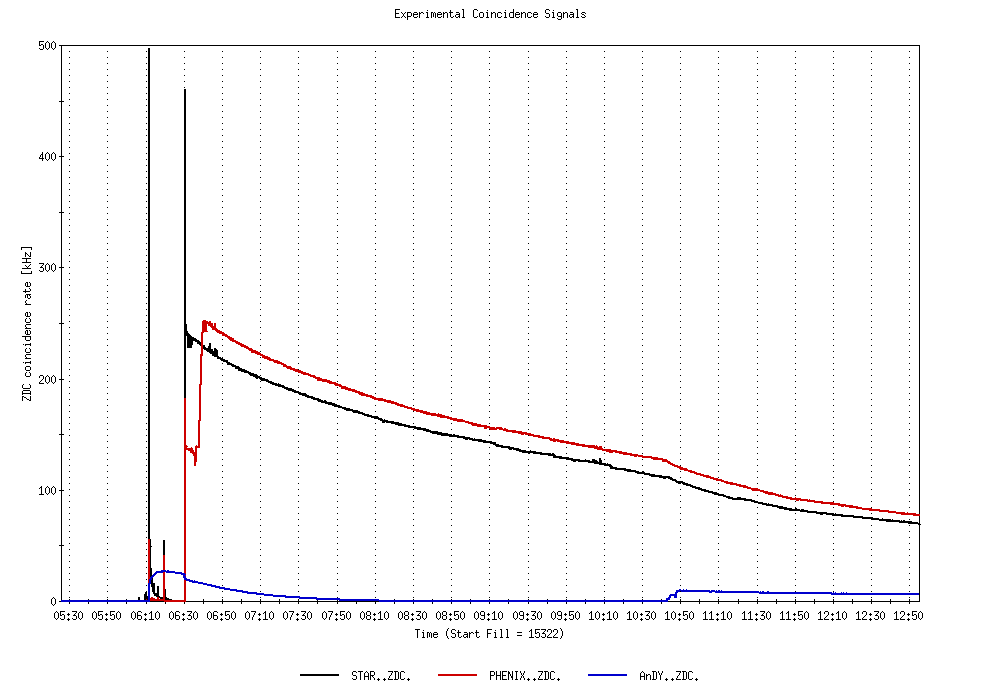 Experimental Coincidence Signals
500
400
300
200
100
0
ZDC coincidence rate [kHz]
05:30 05:50 06:10 06:30 06:50 07:10 07:30 07:50 08:10 08:30 08:50 09:10 09:30 09:50 10:10 10:30 10:50 11:10 11:30 11:50 12:10 12:30 12:50
Time (Start Fill = 15322)
STAR..ZDC. PHENIX..ZDC. AnDY..ZDC.